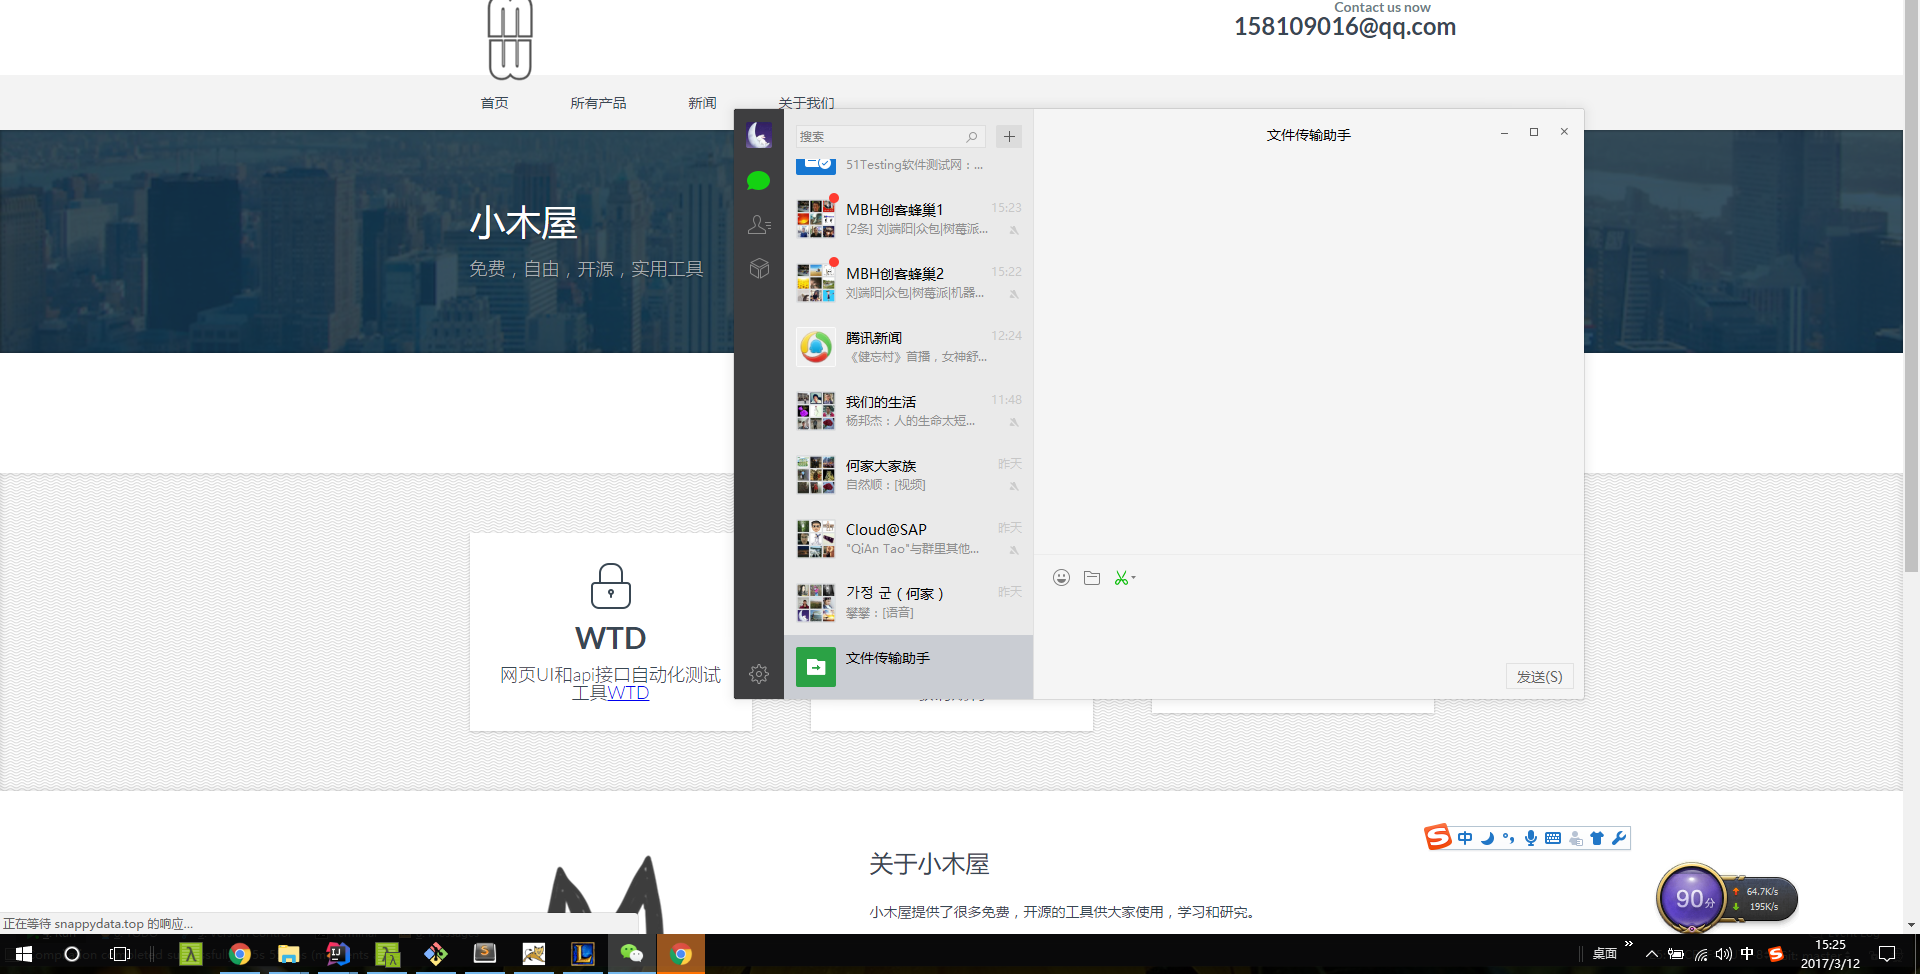 Contact us now
158109016@qq.com
首页
所有产品
新闻
关于我们
小木屋
免费，自由，开源，实用工具
搜索
51Testing软件测试网：...
MBH创客蜂巢1
15:23
[2条] 刘端阳|众包|树莓派...
MBH创客蜂巢2
15:22
刘端阳|众包|树莓派|机器...
腾讯新闻
12:24
《健忘村》首播，女神舒...
我们的生活
11:48
杨邦杰：人的生命太短...
何家大家族
昨天
自然顺：[视频]
Cloud@SAP
昨天
"QiAn Tao"与群里其他...
가정 군（何家）
昨天
攀攀：[语音]
文件传输助手
文件传输助手
发送(S)
WTD
网页UI和api接口自动化测试
工具WTD
关于小木屋
小木屋提供了很多免费，开源的工具供大家使用，学习和研究。
中
90分
64.7K/s
195K/s
正在等待 snappydata.top 的响应...
桌面
中
15:25
2017/3/12